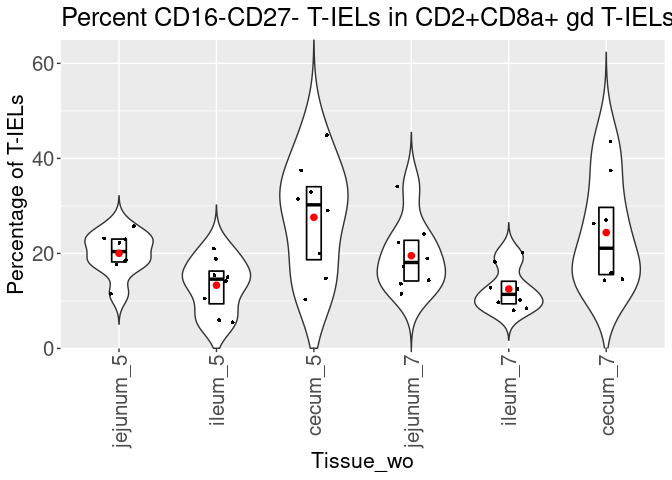 Percent CD16-CD27- T-IELs in CD2+CD8a+ gd T-IELs
Percentage of T-IELs
60
40
20
0
jejunum_5
ileum_5
cecum_5
jejunum_7
ileum_7
cecum_7
Tissue_wo